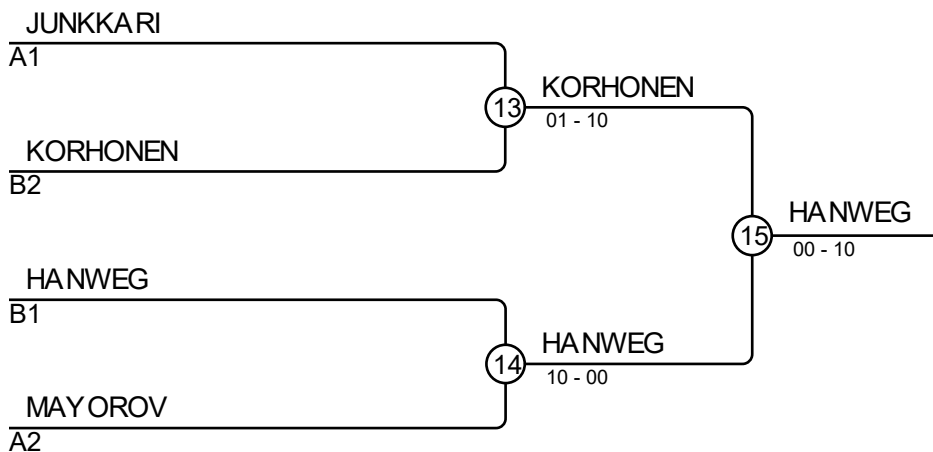 JUNKKARI
A1
13
KORHONEN
01 - 10
KORHONEN
B2
15
HANWEG
00 - 10
HANWEG
B1
14
HANWEG
10 - 00
MAYOROV
A2